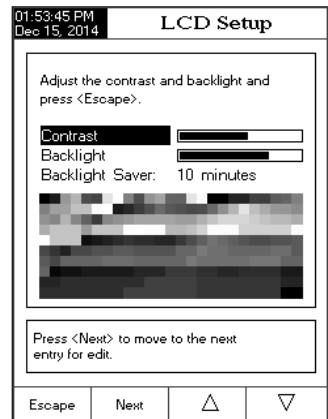 01:53:45 PM
Dec 15, 2014
LCD Setup
Adjust the contrast and backlight and
press <Escape>.
Contrast
Backlight
Backlight Saver: 10 minutes
Press <Next> to move to the next
entry for edit.
Escape Next △ ▽